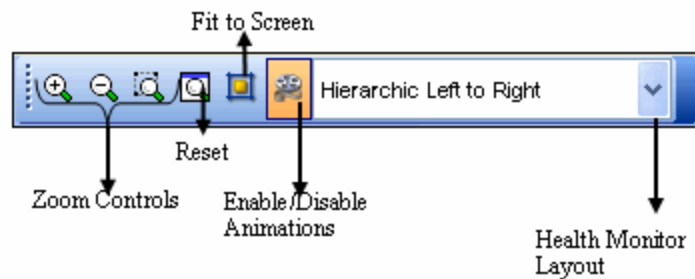 Fit to Screen
Hierarchic Left to Right
Reset
Zoom Controls
Enable/Disable
Animations
Health Monitor
Layout